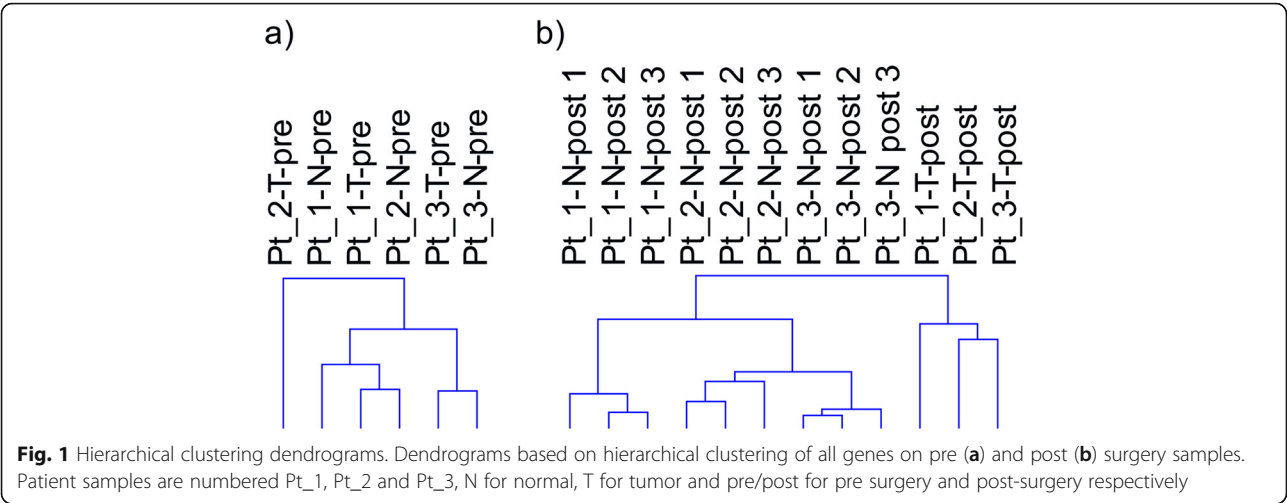 a)
b)
Pt_2-T-pre
Pt_1-N-pre
Pt_1-T-pre
Pt_2-N-pre
Pt_3-T-pre
Pt_3-N-pre
Pt_1-N-post 1
Pt_1-N-post 2
Pt_1-N-post 3
Pt_2-N-post 1
Pt_2-N-post 2
Pt_2-N-post 3
Pt_3-N-post 1
Pt_3-N-post 2
Pt_3-N post 3
Pt_1-T-post
Pt_2-T-post
Pt_3-T-post
Fig. 1 Hierarchical clustering dendrograms. Dendrograms based on hierarchical clustering of all genes on pre (a) and post (b) surgery samples.
Patient samples are numbered Pt_1, Pt_2 and Pt_3, N for normal, T for tumor and pre/post for pre surgery and post-surgery respectively